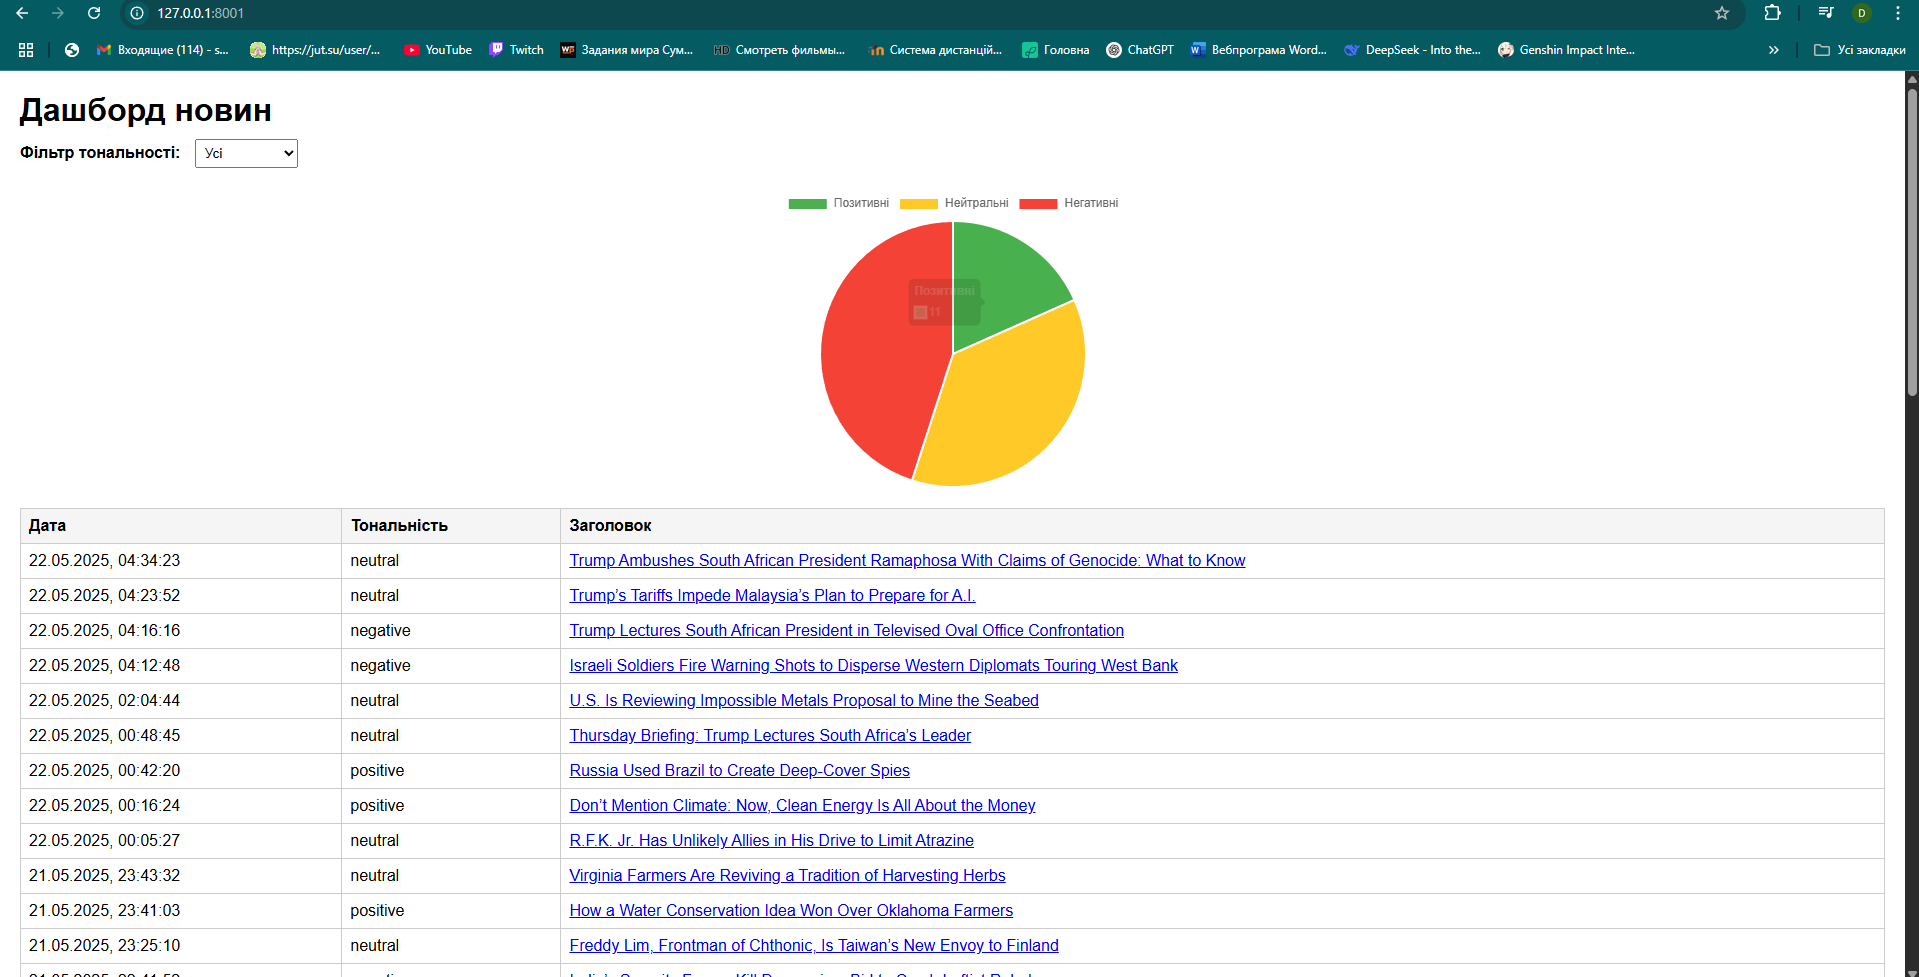 127.0.0.1:8001
D
Входящие (114) - s...
https://jut.su/user/...
YouTube
Twitch
Задания мира Сум...
HD Смотреть фильмы...
Система дистанцій...
Головна
ChatGPT
Вебпрограма Word...
DeepSeek - Into the...
Genshin Impact Inte...
Усі закладки
Дашборд новин
Фільтр тональності: Усі
Позитивні Нейтральні Негативні
Позитивні
11
Дата Тональність Заголовок
22.05.2025, 04:34:23 neutral Trump Ambushes South African President Ramaphosa With Claims of Genocide: What to Know
22.05.2025, 04:23:52 neutral Trump’s Tariffs Impede Malaysia’s Plan to Prepare for A.I.
22.05.2025, 04:16:16 negative Trump Lectures South African President in Televised Oval Office Confrontation
22.05.2025, 04:12:48 negative Israeli Soldiers Fire Warning Shots to Disperse Western Diplomats Touring West Bank
22.05.2025, 02:04:44 neutral U.S. Is Reviewing Impossible Metals Proposal to Mine the Seabed
22.05.2025, 00:48:45 neutral Thursday Briefing: Trump Lectures South Africa’s Leader
22.05.2025, 00:42:20 positive Russia Used Brazil to Create Deep-Cover Spies
22.05.2025, 00:16:24 positive Don’t Mention Climate: Now, Clean Energy Is All About the Money
22.05.2025, 00:05:27 neutral R.F.K. Jr. Has Unlikely Allies in His Drive to Limit Atrazine
21.05.2025, 23:43:32 neutral Virginia Farmers Are Reviving a Tradition of Harvesting Herbs
21.05.2025, 23:41:03 positive How a Water Conservation Idea Won Over Oklahoma Farmers
21.05.2025, 23:25:10 neutral Freddy Lim, Frontman of Chthonic, Is Taiwan’s New Envoy to Finland